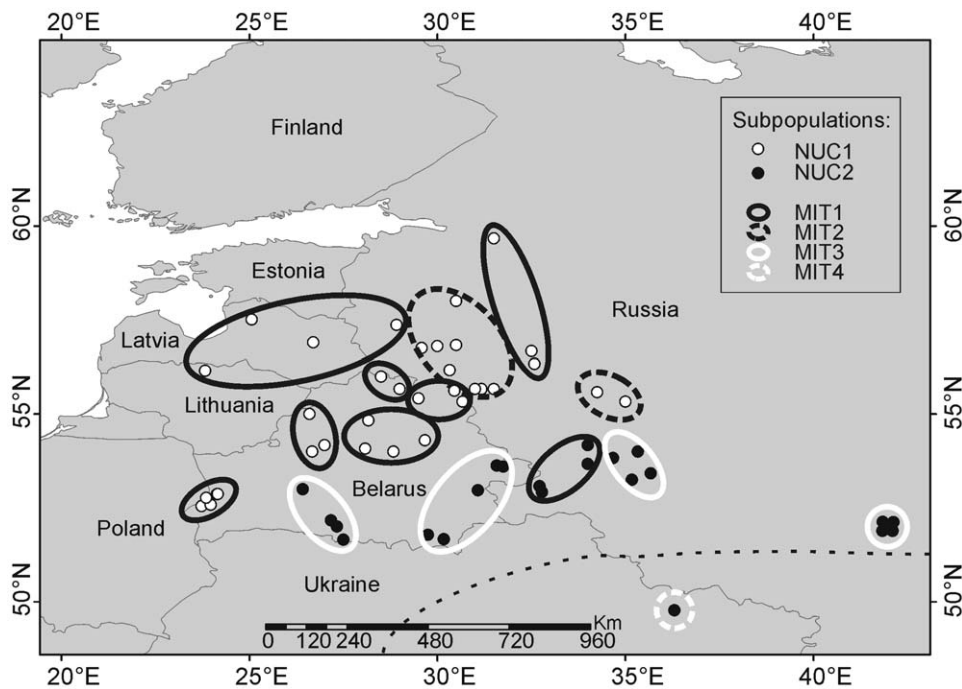 20°E 25°E 30°E 35°E 40°E
Finland
Subpopulations:
NUC1
NUC2
MIT1
MIT2
MIT3
MIT4
60°N 60°N
Estonia
Russia
Latvia
55°N 55°N
Lithuania
Belarus
Poland
Ukraine
50°N 50°N
Km
0 120 240 480 720 960
20°E 25°E 30°E 35°E 40°E